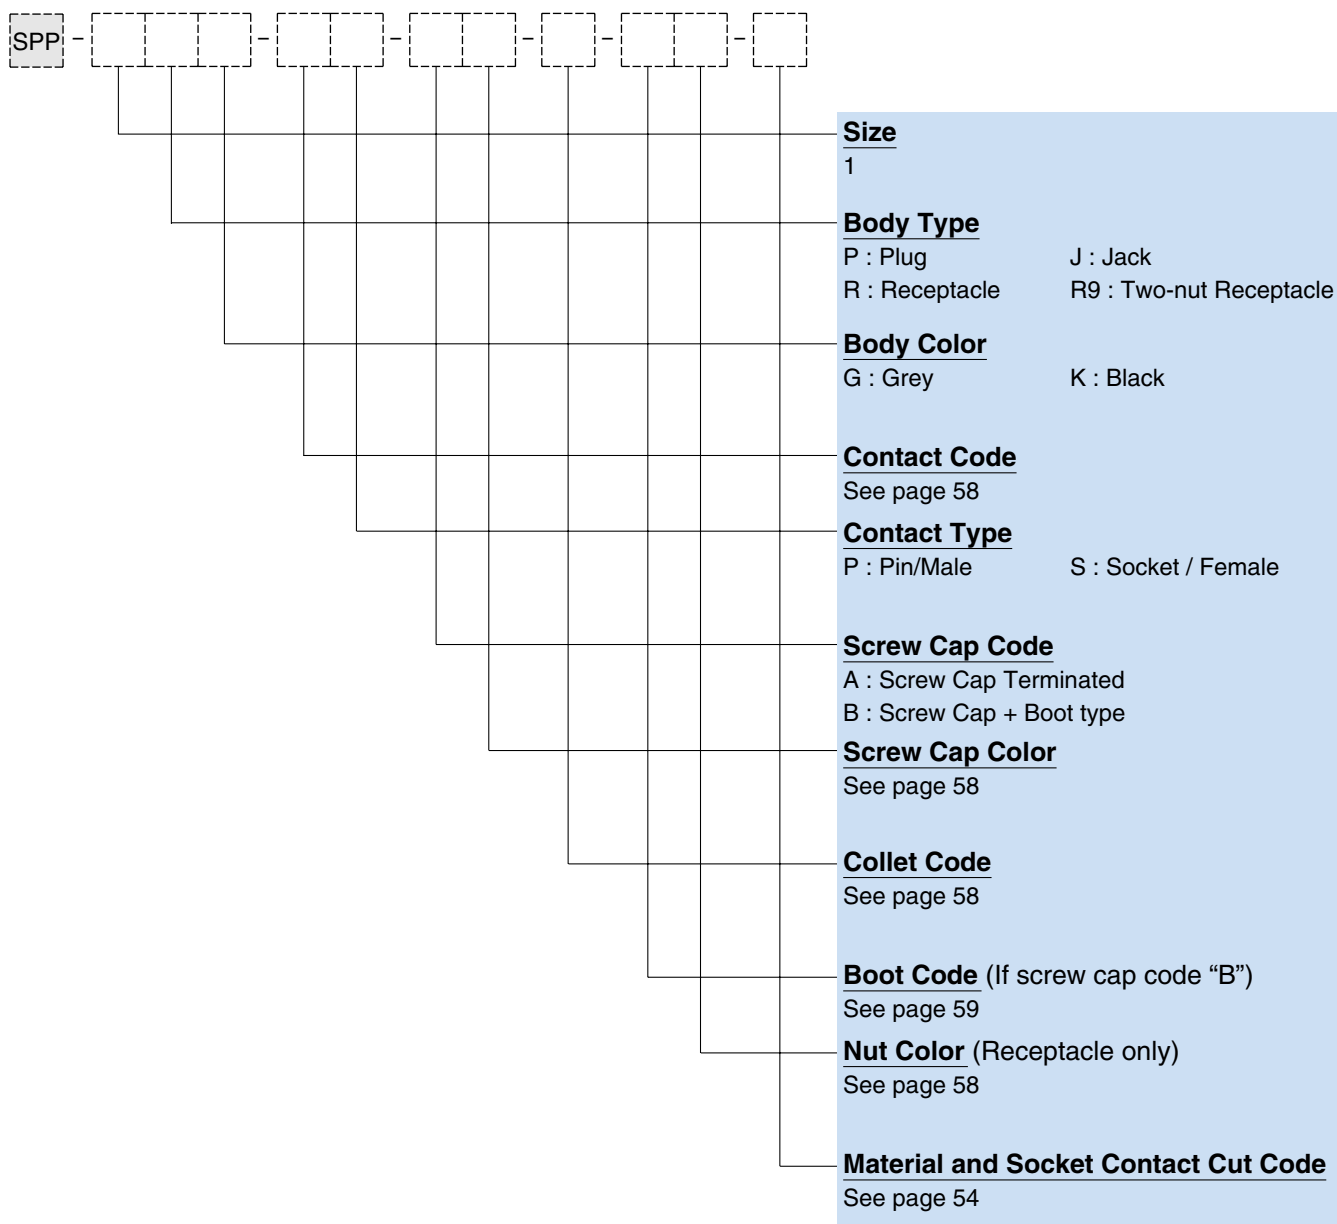 SPP - - - - - -
Size
1
Body Type
P : Plug J : Jack
R : Receptacle R9 : Two-nut Receptacle
Body Color
G : Grey K : Black
Contact Code
See page 58
Contact Type
P : Pin/Male S : Socket / Female
Screw Cap Code
A : Screw Cap Terminated
B : Screw Cap + Boot type
Screw Cap Color
See page 58
Collet Code
See page 58
Boot Code (If screw cap code “B”)
See page 59
Nut Color (Receptacle only)
See page 58
Material and Socket Contact Cut Code
See page 54